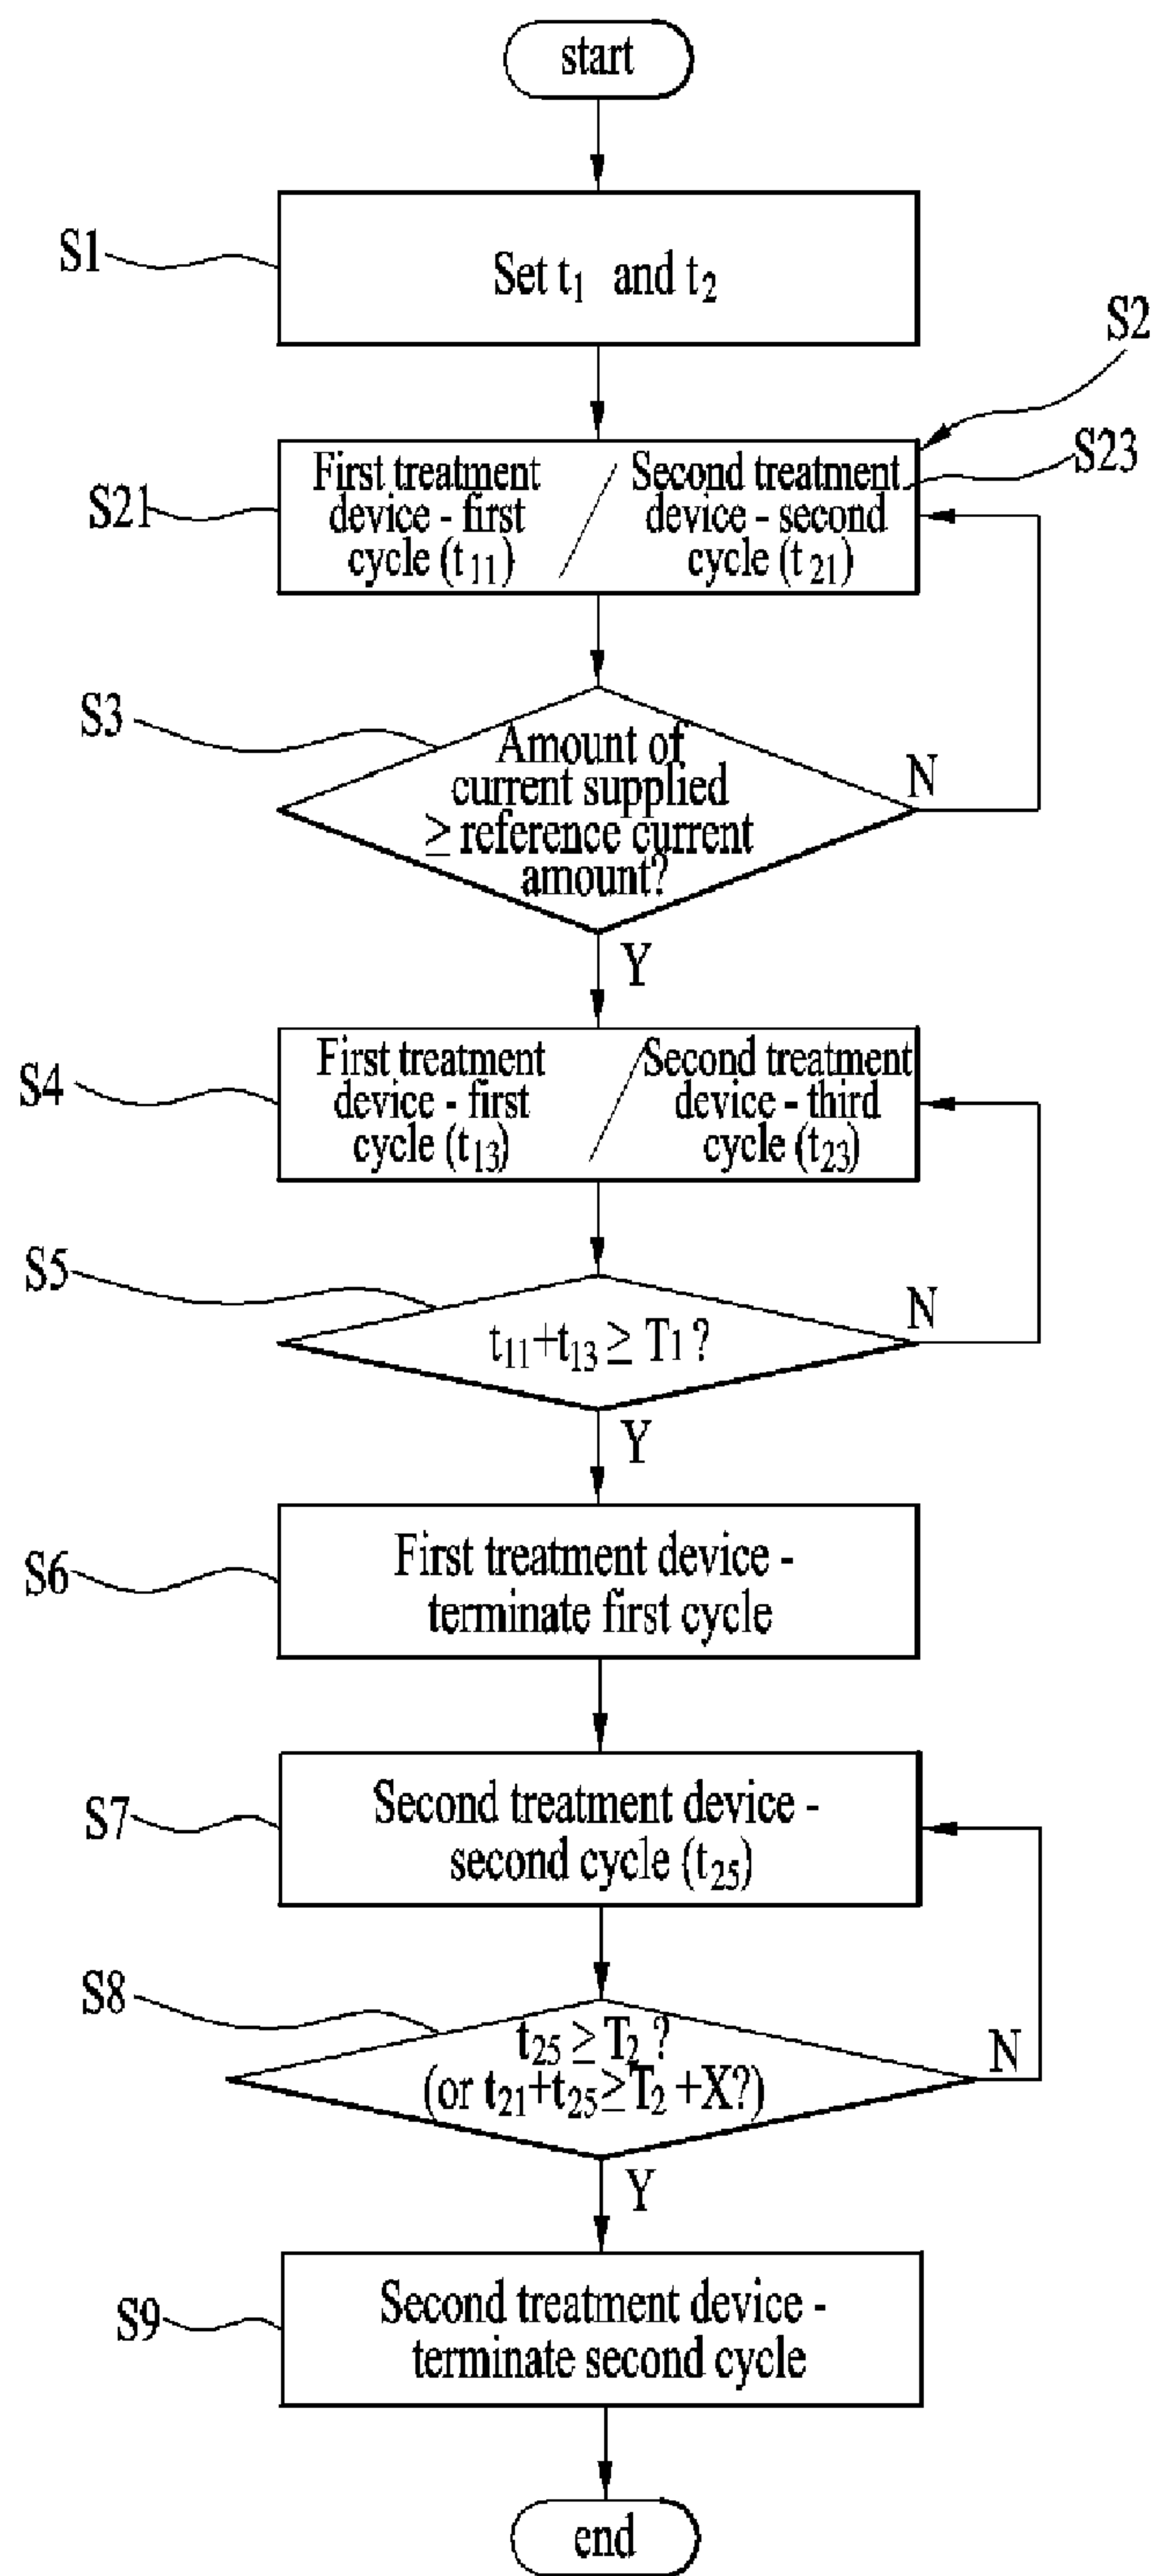 start
S1
Set t₁ and t₂
S2
S21
First treatment
device - first
cycle (t₁₁)
/
Second treatment
device - second
cycle (t₂₁)
S23
S3
Amount of
current supplied
≥ reference current
amount?
N
Y
S4
First treatment
device - first
cycle (t₁₃)
/
Second treatment
device - third
cycle (t₂₃)
S5
t₁₁+t₁₃ ≥ T₁ ?
N
Y
S6
First treatment device -
terminate first cycle
S7
Second treatment device -
second cycle (t₂₅)
S8
t₂₅ ≥ T₂ ?
(or t₂₁+t₂₅≥T₂ +X?)
N
Y
S9
Second treatment device -
terminate second cycle
end